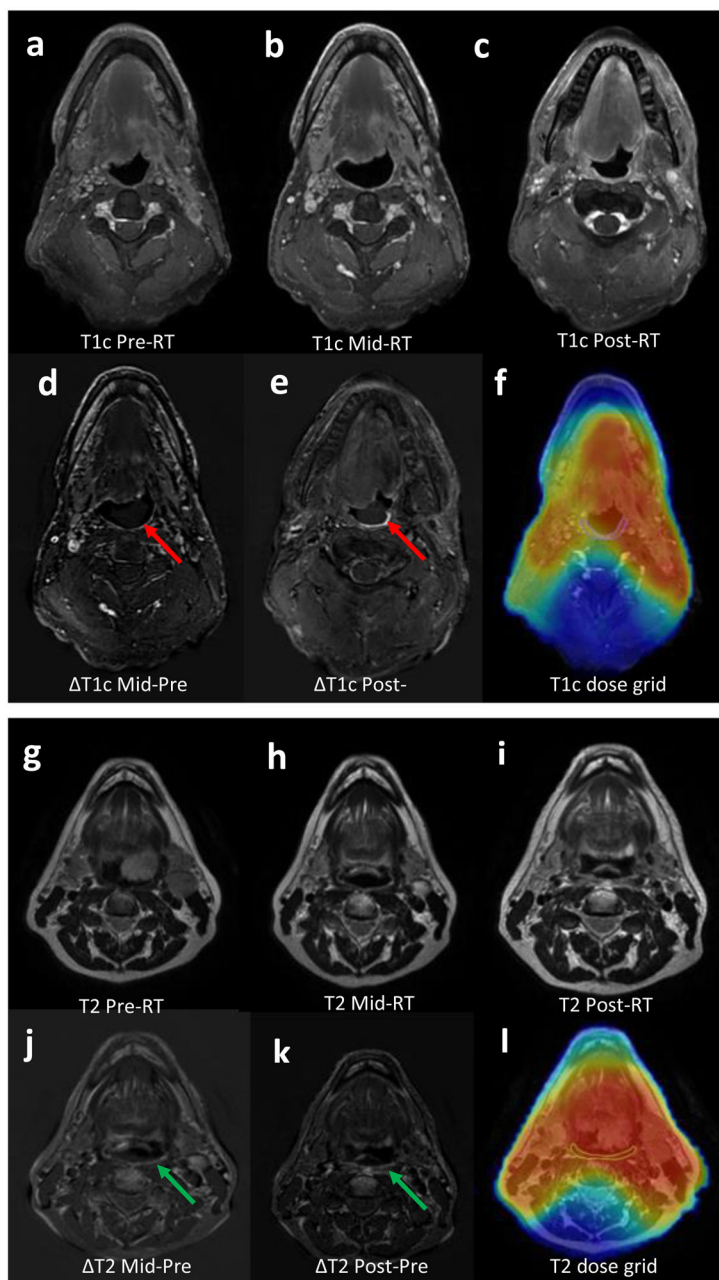 a b c
T1c Pre-RT T1c Mid-RT T1c Post-RT
d e f
ΔT1c Mid-Pre ΔT1c Post- T1c dose grid
g h i
T2 Pre-RT T2 Mid-RT T2 Post-RT
j k l
ΔT2 Mid-Pre ΔT2 Post-Pre T2 dose grid